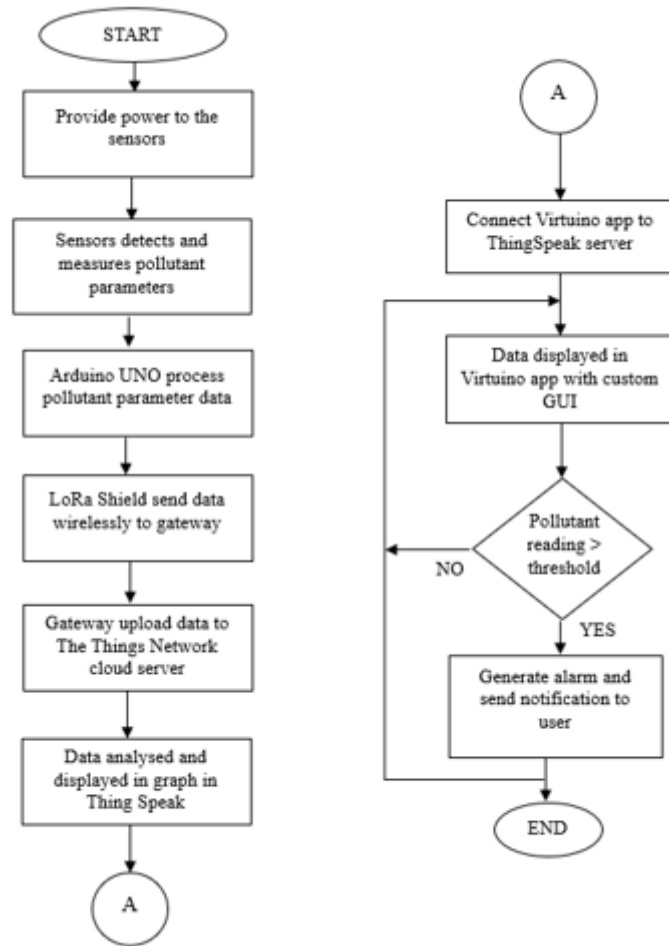 START
Provide power to the
sensors
Sensors detects and
measures pollutant
parameters
Arduino UNO process
pollutant parameter data
LoRa Shield send data
wirelessly to gateway
Gateway upload data to
The Things Network
cloud server
Data analysed and
displayed in graph in
Thing Speak
A
A
Connect Virtuino app to
ThingSpeak server
Data displayed in
Virtuino app with custom
GUI
Pollutant
reading >
threshold
NO
YES
Generate alarm and
send notification to
user
END